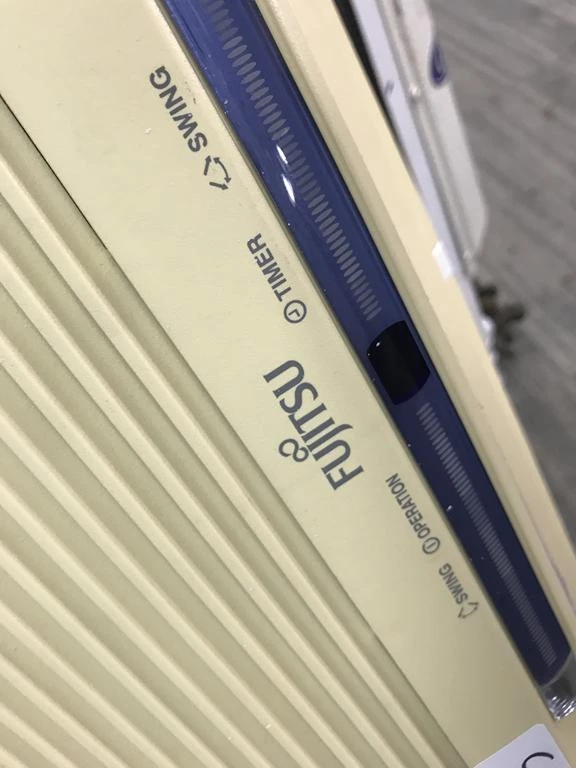 SWING
TIMER
FUJITSU
OPERATION
SWING